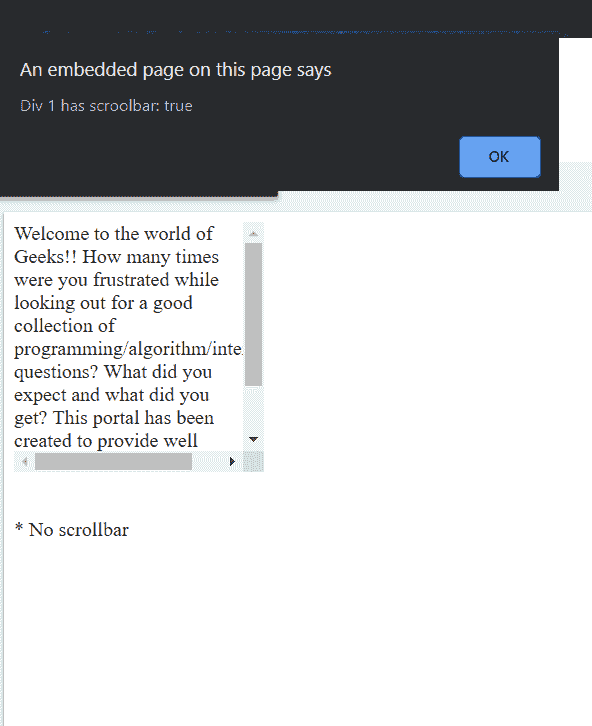 An embedded page on this page says
Div 1 has scroolbar: true
OK
Welcome to the world of
Geeks!! How many times
were you frustrated while
looking out for a good
collection of
programming/algorithm/inte
questions? What did you
expect and what did you
get? This portal has been
created to provide well
* No scrollbar